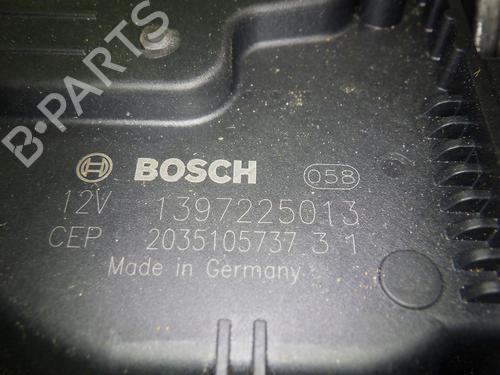 B-PARTS
BOSCH 058
12V 1397225013
CEP 2035105737 3 1
Made in Germany